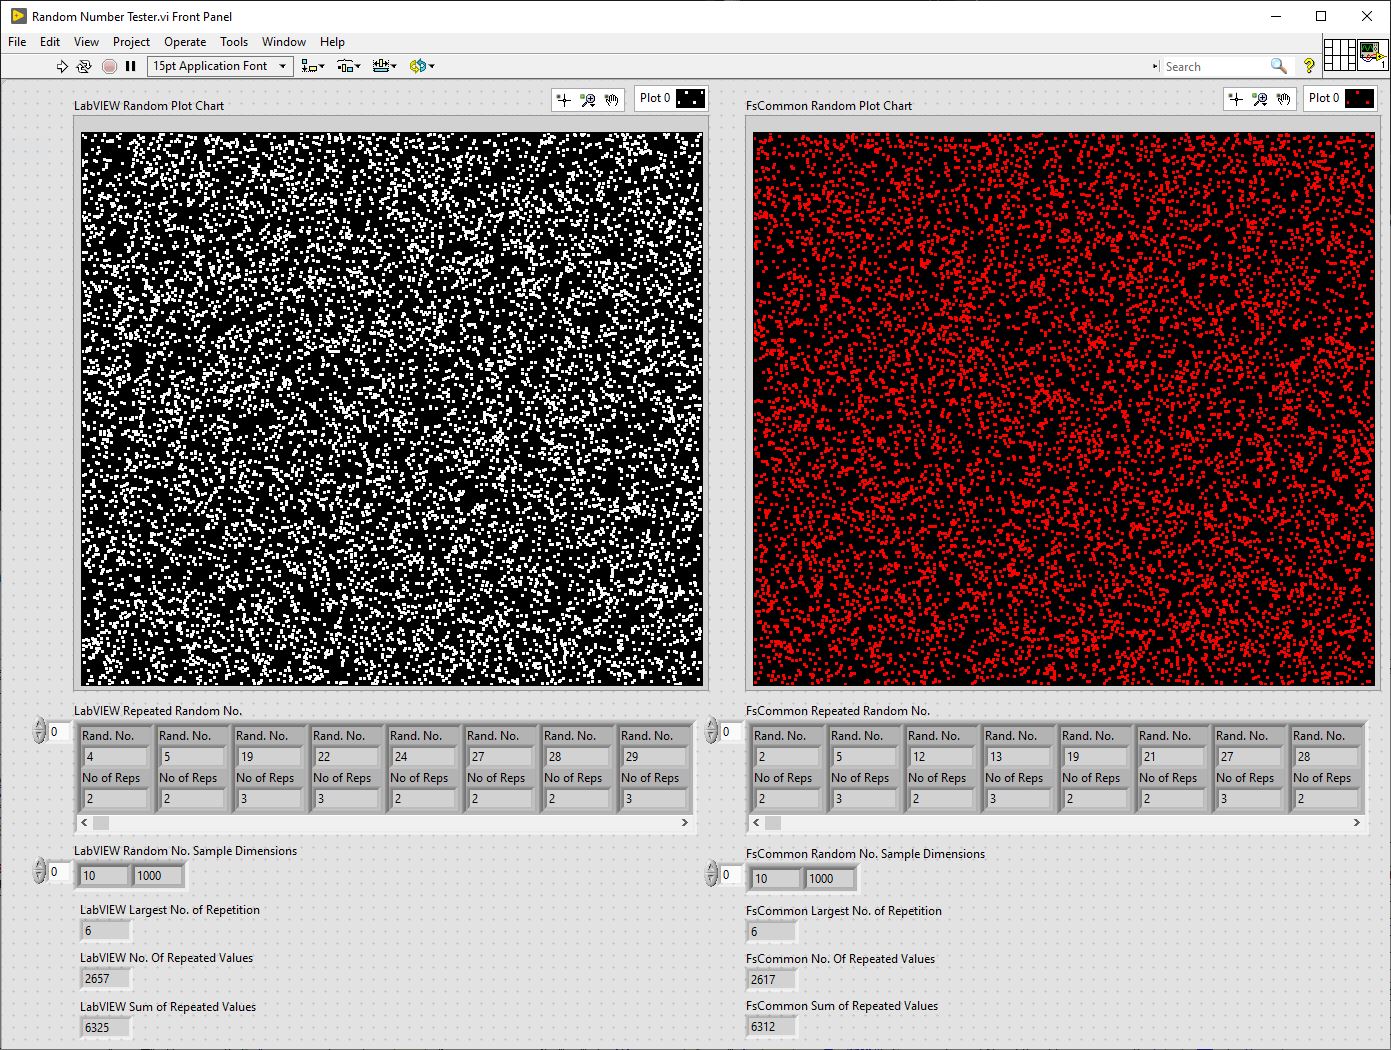 Random Number Tester.vi Front Panel
File Edit View Project Operate Tools Window Help
15pt Application Font
Search
?
1
LabVIEW Random Plot Chart
Plot 0
FsCommon Random Plot Chart
Plot 0
LabVIEW Repeated Random No.
0
Rand. No. Rand. No. Rand. No. Rand. No. Rand. No. Rand. No. Rand. No. Rand. No.
4 5 19 22 24 27 28 29
No of Reps No of Reps No of Reps No of Reps No of Reps No of Reps No of Reps No of Reps
2 2 3 3 2 2 2 3
FsCommon Repeated Random No.
0
Rand. No. Rand. No. Rand. No. Rand. No. Rand. No. Rand. No. Rand. No. Rand. No.
2 5 12 13 19 21 27 28
No of Reps No of Reps No of Reps No of Reps No of Reps No of Reps No of Reps No of Reps
2 3 2 3 2 2 3 2
LabVIEW Random No. Sample Dimensions
0 10 1000
LabVIEW Largest No. of Repetition
6
LabVIEW No. Of Repeated Values
2657
LabVIEW Sum of Repeated Values
6325
FsCommon Random No. Sample Dimensions
0 10 1000
FsCommon Largest No. of Repetition
6
FsCommon No. Of Repeated Values
2617
FsCommon Sum of Repeated Values
6312